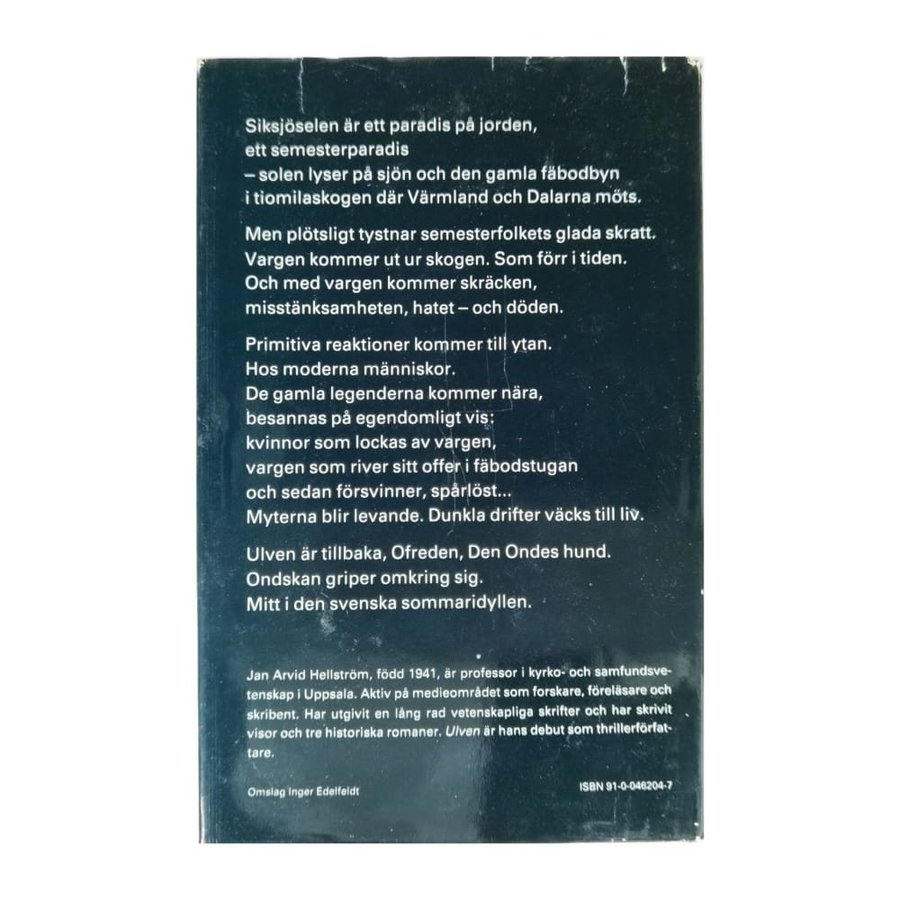 Siksjöselen är ett paradis på jorden,
ett semesterparadis
– solen lyser på sjön och den gamla fäbodbyn
i tiomilaskogen där Värmland och Dalarna möts.
Men plötsligt tystnar semesterfolkets glada skratt.
Vargen kommer ut ur skogen. Som förr i tiden.
Och med vargen kommer skräcken,
misstänksamheten, hatet – och döden.
Primitiva reaktioner kommer till ytan.
Hos moderna människor.
De gamla legenderna kommer nära,
besannas på egendomligt vis:
kvinnor som lockas av vargen,
vargen som river sitt offer i fäbodstugan
och sedan försvinner, spårlöst...
Myterna blir levande. Dunkla drifter väcks till liv.
Ulven är tillbaka, Ofreden, Den Ondes hund.
Ondskan griper omkring sig.
Mitt i den svenska sommaridyllen.
Jan Arvid Hellström, född 1941, är professor i kyrko- och samfundsve-
tenskap i Uppsala. Aktiv på medieområdet som forskare, föreläsare och
skribent. Har utgivit en lång rad vetenskapliga skrifter och har skrivit
visor och tre historiska romaner. Ulven är hans debut som thrillerförfat-
tare.
Omslag Inger Edelfeldt
ISBN 91-0-046204-7